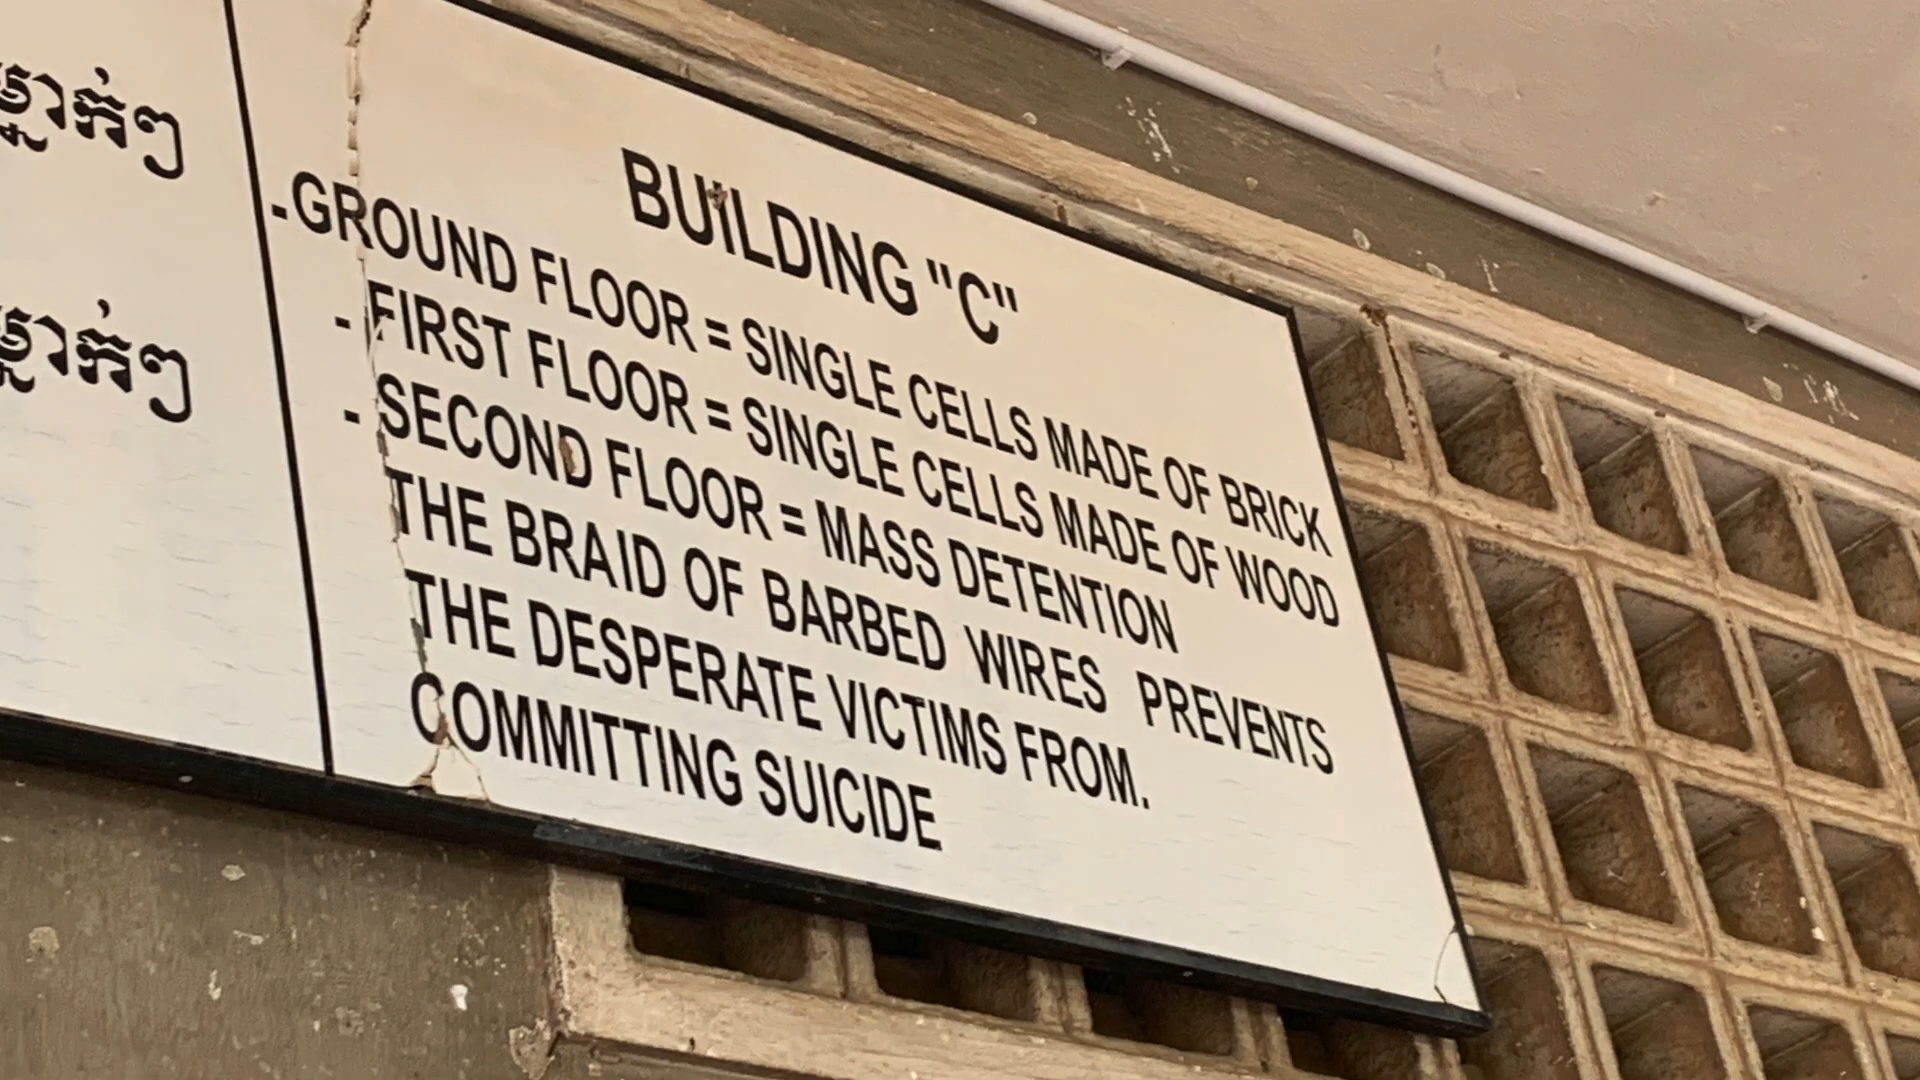 BUILDING "C"
-GROUND FLOOR = SINGLE CELLS MADE OF BRICK
- FIRST FLOOR = SINGLE CELLS MADE OF WOOD
- SECOND FLOOR = MASS DETENTION
THE BRAID OF BARBED WIRES PREVENTS
THE DESPERATE VICTIMS FROM.
COMMITTING SUICIDE